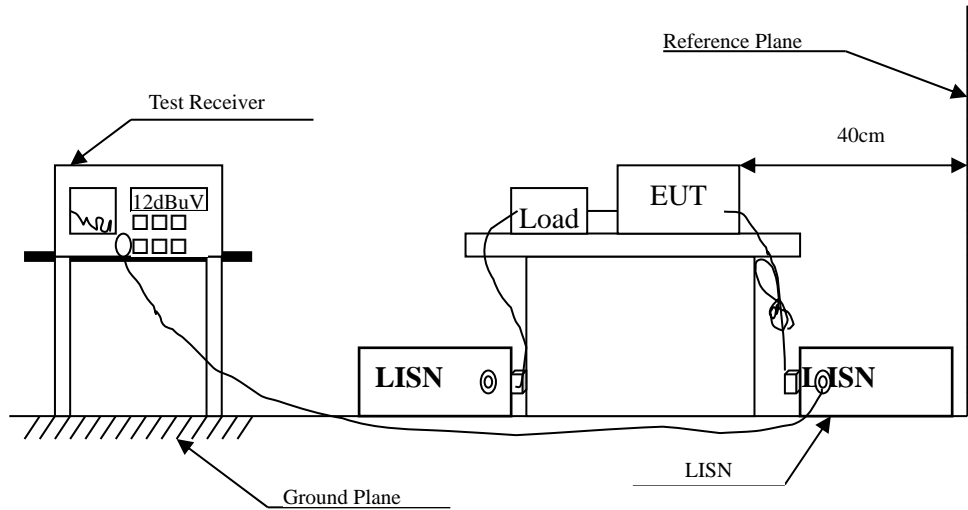 Reference Plane
Test Receiver
40cm
12dBuV
EUT
Load
LISN
LISN
LISN
Ground Plane